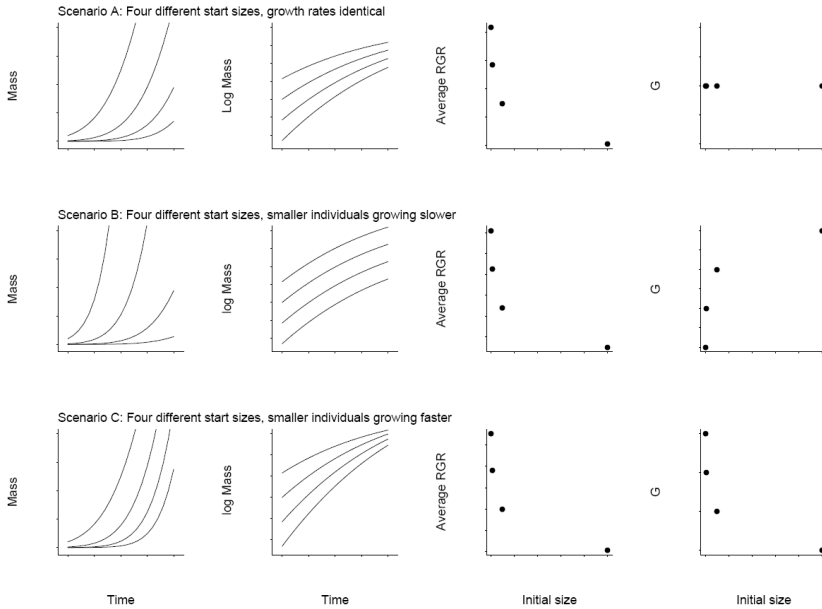 Scenario A: Four different start sizes, growth rates identical
Mass
Log Mass
Average RGR
G
Scenario B: Four different start sizes, smaller individuals growing slower
Mass
log Mass
Average RGR
G
Scenario C: Four different start sizes, smaller individuals growing faster
Mass
log Mass
Average RGR
G
Time
Time
Initial size
Initial size